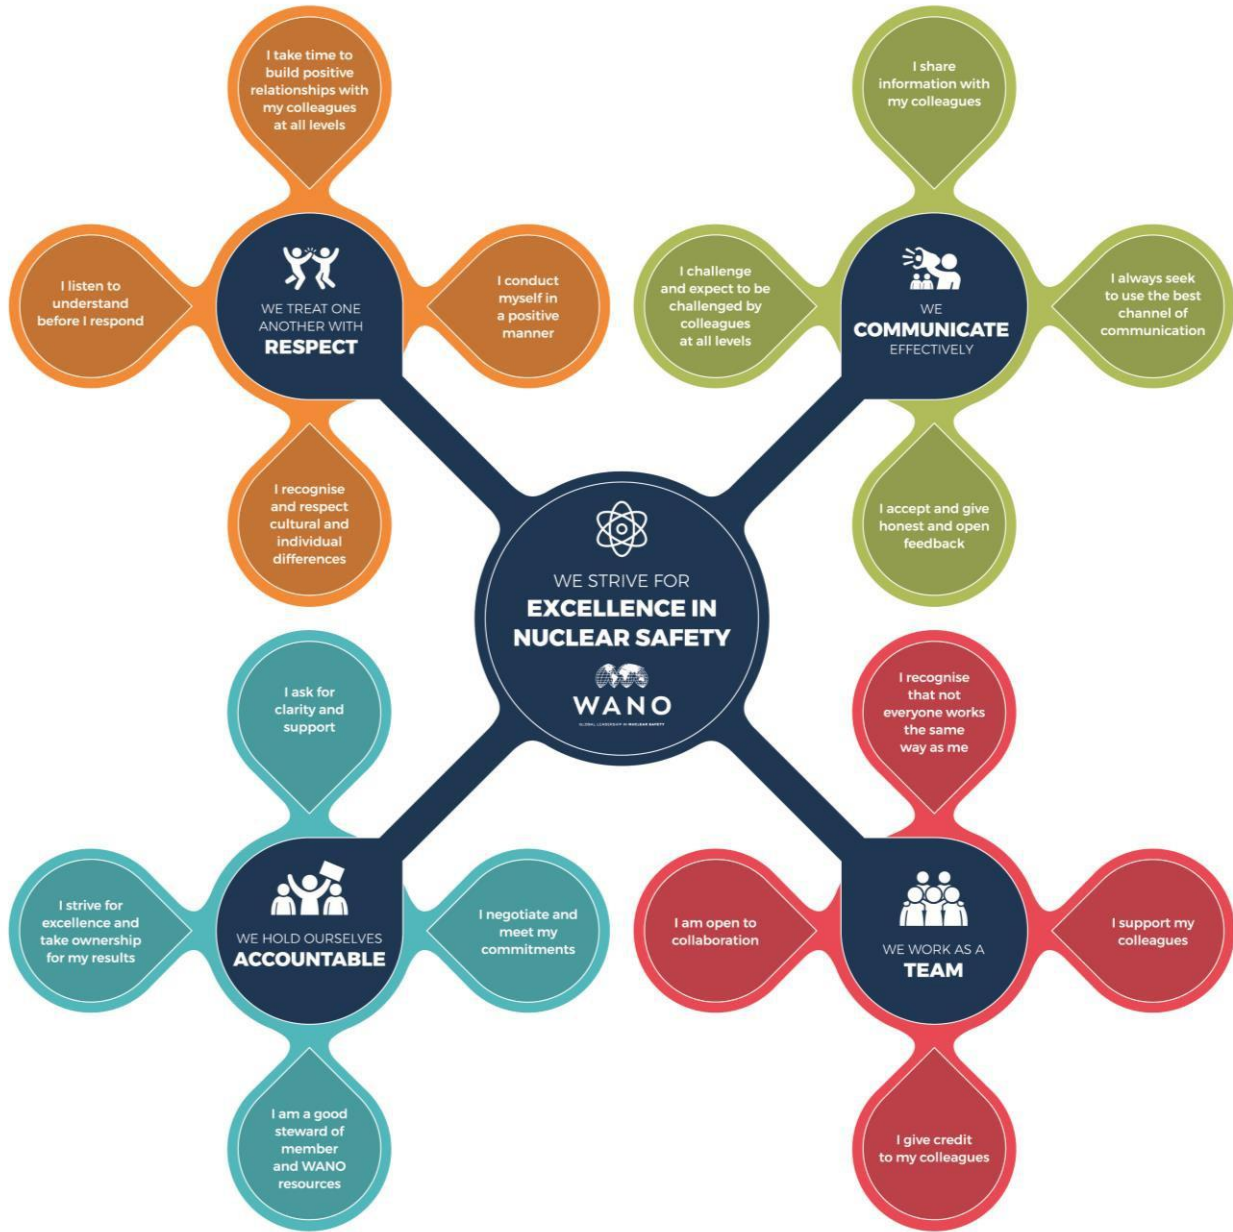 I take time to
build positive
relationships with
my colleagues
at all levels
I listen to
understand
before I respond
WE TREAT ONE
ANOTHER WITH
RESPECT
I conduct
myself in
a positive
manner
I recognise
and respect
cultural and
individual
differences
I share
information with
my colleagues
I challenge
and expect to be
challenged by
colleagues
at all levels
WE
COMMUNICATE
EFFECTIVELY
I always seek
to use the best
channel of
communication
I accept and give
honest and open
feedback
WE STRIVE FOR
EXCELLENCE IN
NUCLEAR SAFETY
WANO
GLOBAL LEADERSHIP IN NUCLEAR SAFETY
I ask for
clarity and
support
I strive for
excellence and
take ownership
for my results
WE HOLD OURSELVES
ACCOUNTABLE
I negotiate and
meet my
commitments
I am a good
steward of
member
and WANO
resources
I recognise
that not
everyone works
the same
way as me
I am open to
collaboration
WE WORK AS A
TEAM
I support my
colleagues
I give credit
to my colleagues